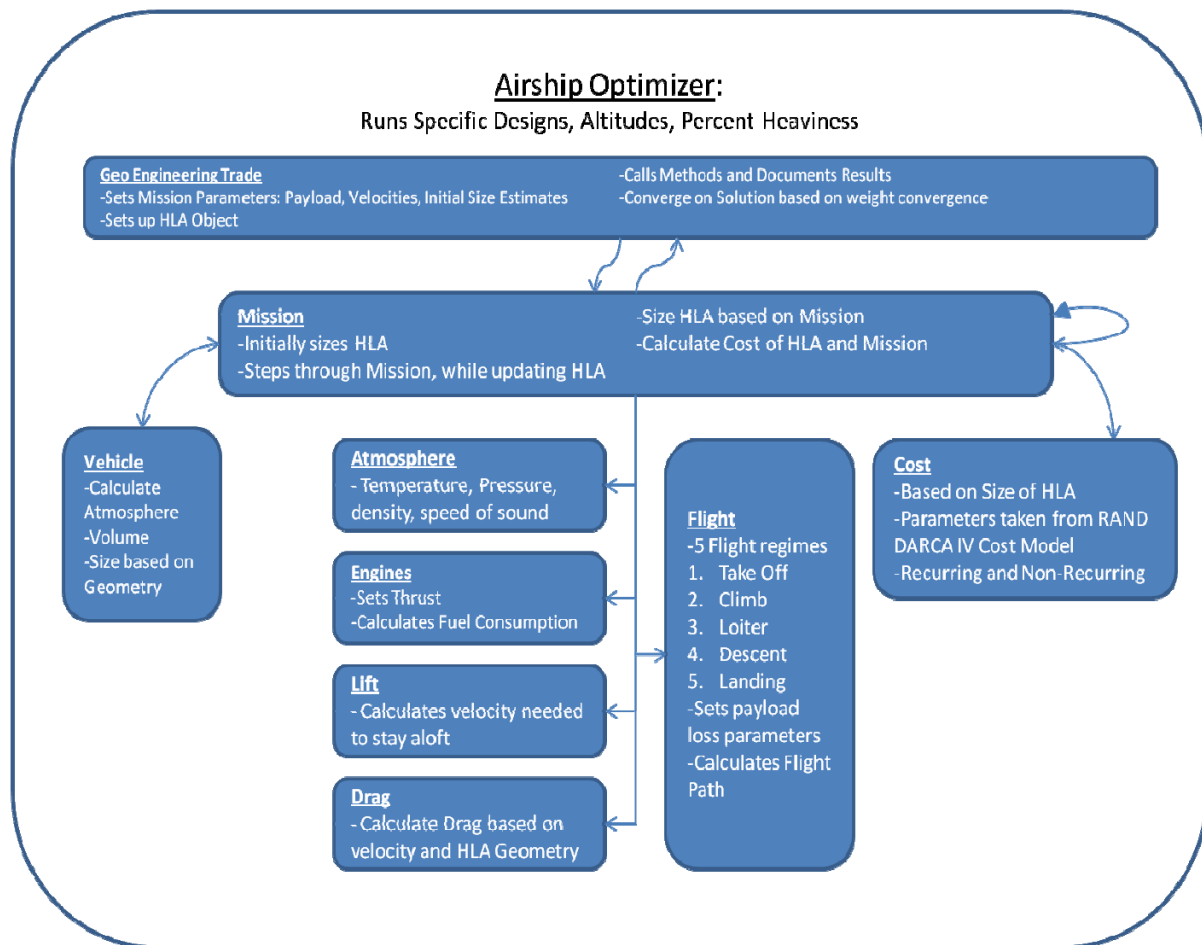 Airship Optimizer:
Runs Specific Designs, Altitudes, Percent Heaviness
Geo Engineering Trade
-Sets Mission Parameters: Payload, Velocities, Initial Size Estimates
-Sets up HLA Object
-Calls Methods and Documents Results
-Converge on Solution based on weight convergence
Mission
-Initially sizes HLA
-Steps through Mission, while updating HLA
-Size HLA based on Mission
-Calculate Cost of HLA and Mission
Vehicle
-Calculate
Atmosphere
-Volume
-Size based on
Geometry
Atmosphere
- Temperature, Pressure,
density, speed of sound
Engines
-Sets Thrust
-Calculates Fuel Consumption
Lift
- Calculates velocity needed
to stay aloft
Drag
- Calculate Drag based on
velocity and HLA Geometry
Flight
-5 Flight regimes
1. Take Off
2. Climb
3. Loiter
4. Descent
5. Landing
-Sets payload
loss parameters
-Calculates Flight
Path
Cost
-Based on Size of HLA
-Parameters taken from RAND
DARCA IV Cost Model
-Recurring and Non-Recurring